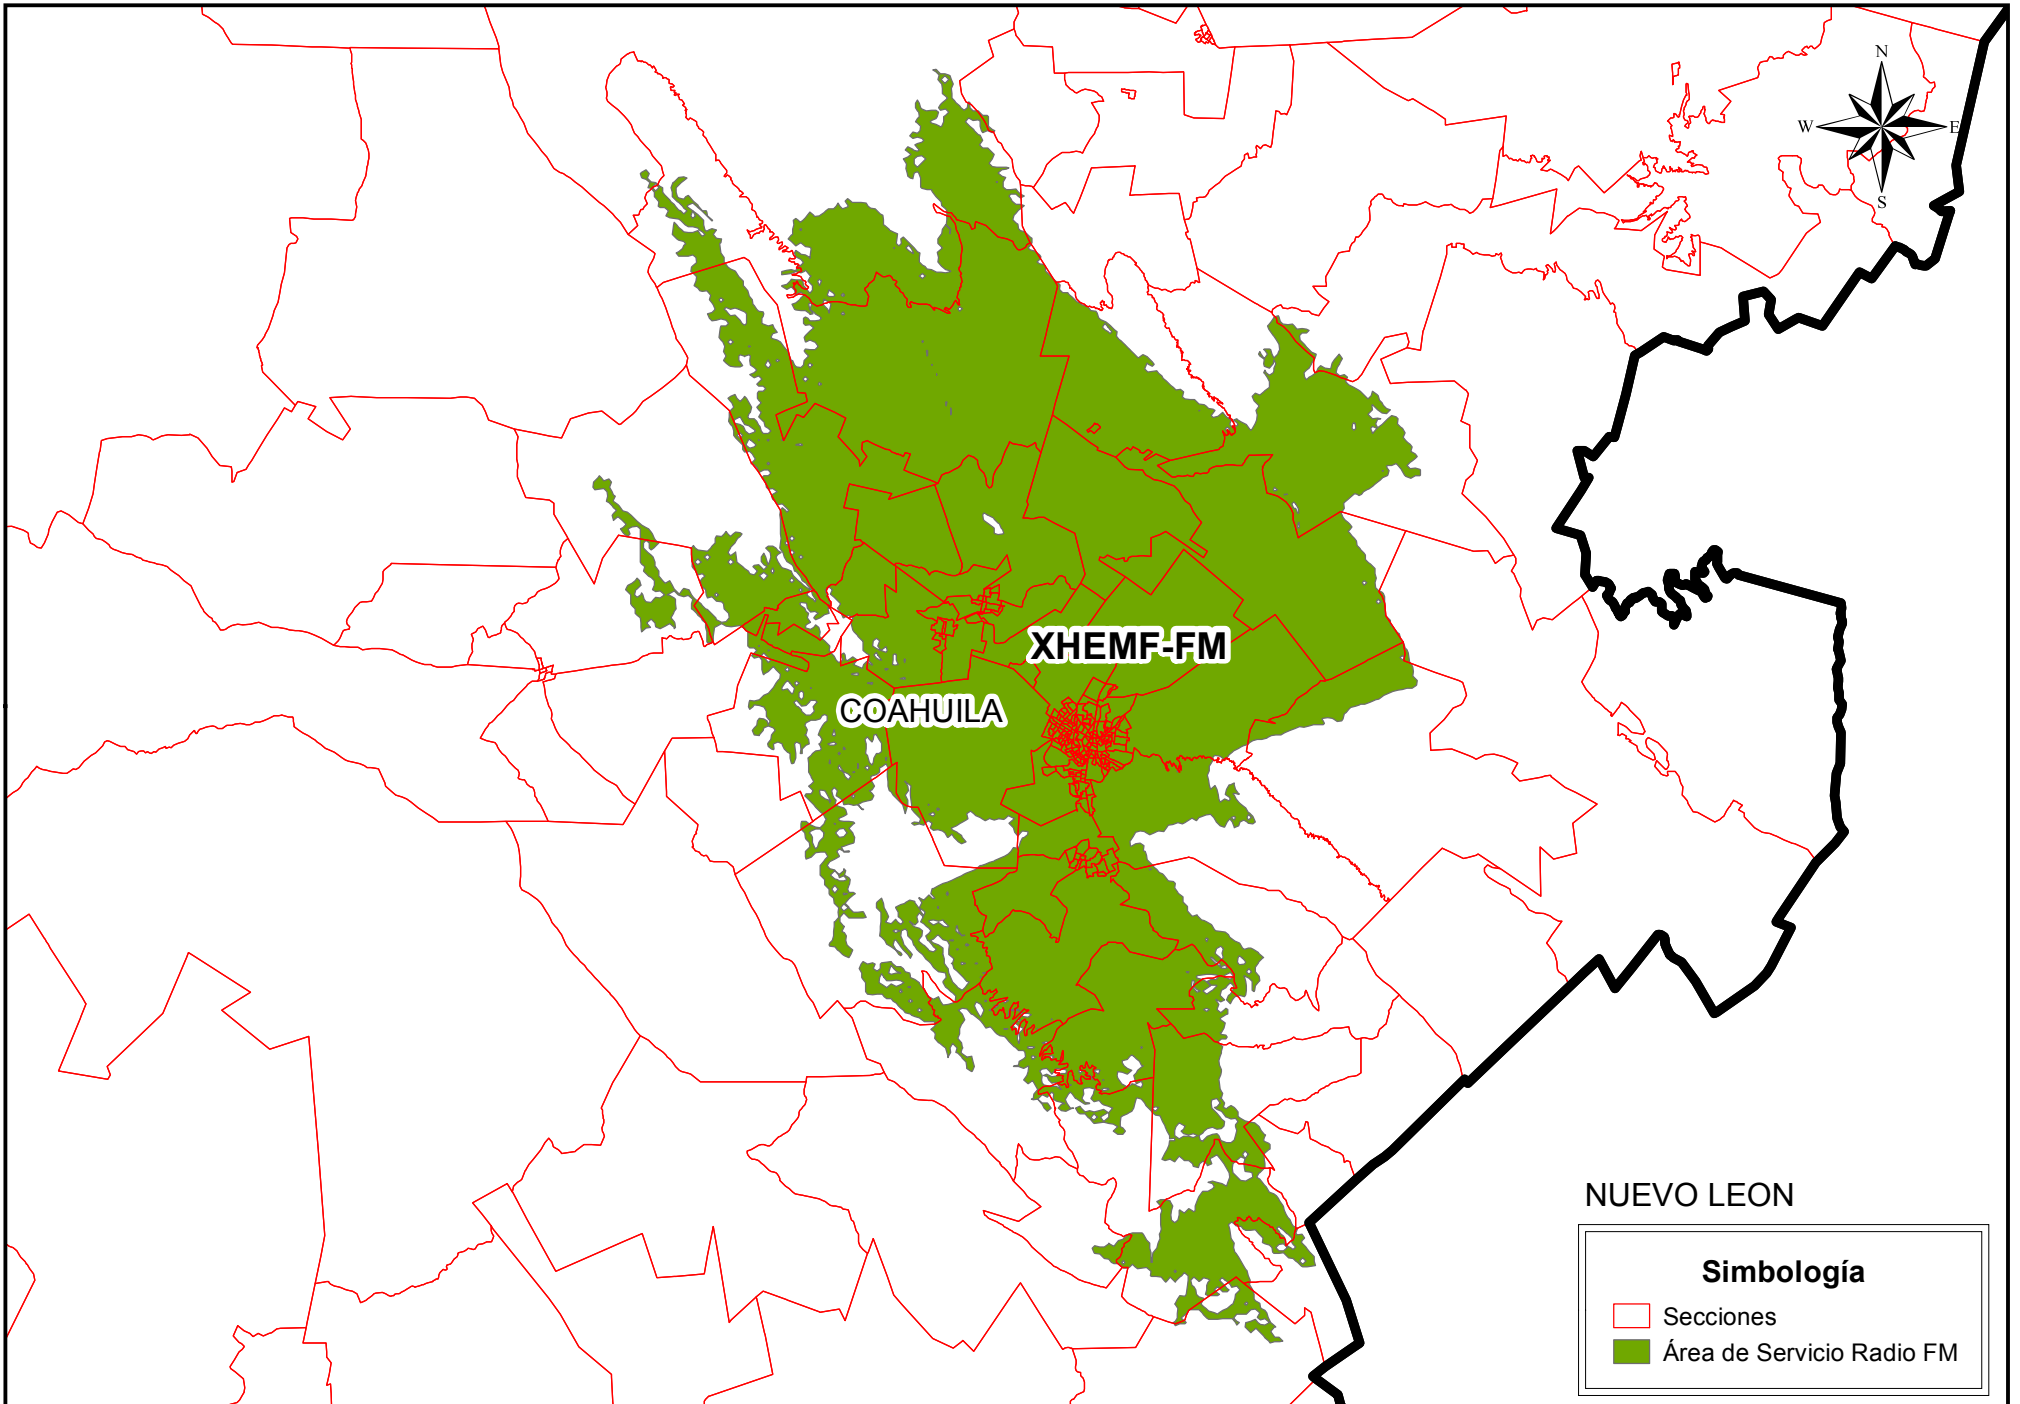 N
W E
S
XHEMF-FM
COAHUILA
NUEVO LEON
Simbología
Secciones
Área de Servicio Radio FM